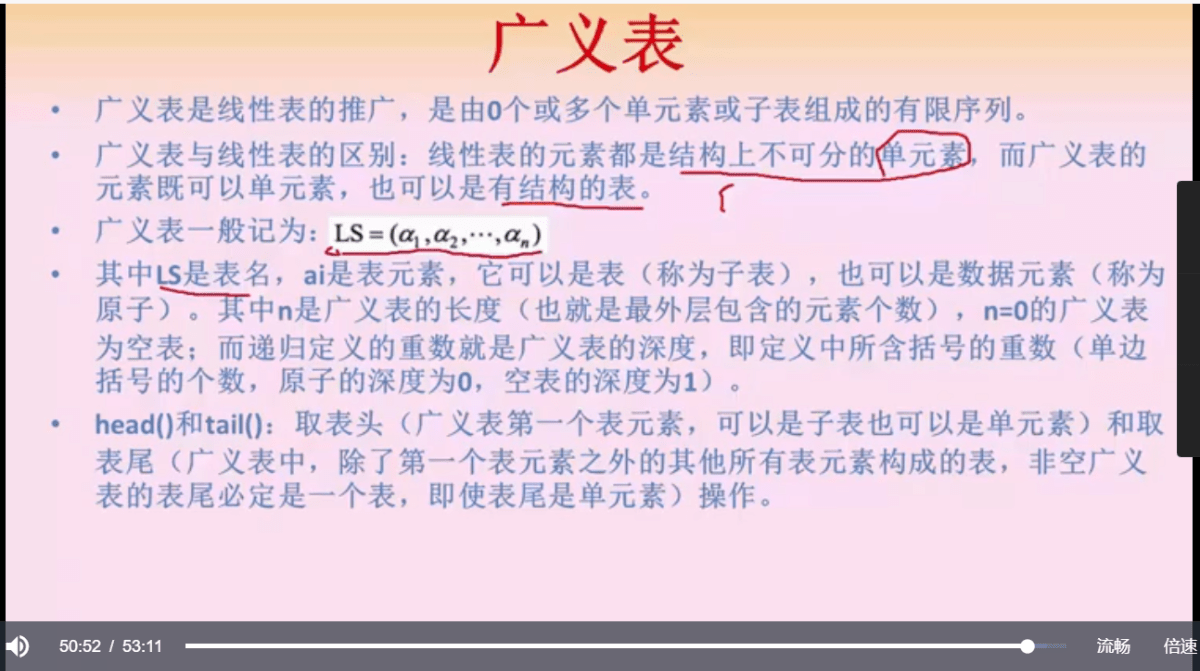 广义表
• 广义表是线性表的推广，是由0个或多个单元素或子表组成的有限序列。
• 广义表与线性表的区别：线性表的元素都是结构上不可分的单元素，而广义表的
元素既可以单元素，也可以是有结构的表。
• 广义表一般记为：LS=(α₁,α₂,⋯,αₙ)
• 其中LS是表名，ai是表元素，它可以是表（称为子表），也可以是数据元素（称为
原子）。其中n是广义表的长度（也就是最外层包含的元素个数），n=0的广义表
为空表；而递归定义的重数就是广义表的深度，即定义中所含括号的重数（单边
括号的个数，原子的深度为0，空表的深度为1）。
• head()和tail()：取表头（广义表第一个表元素，可以是子表也可以是单元素）和取
表尾（广义表中，除了第一个表元素之外的其他所有表元素构成的表，非空广义
表的表尾必定是一个表，即使表尾是单元素）操作。
50:52 / 53:11 流畅 倍速